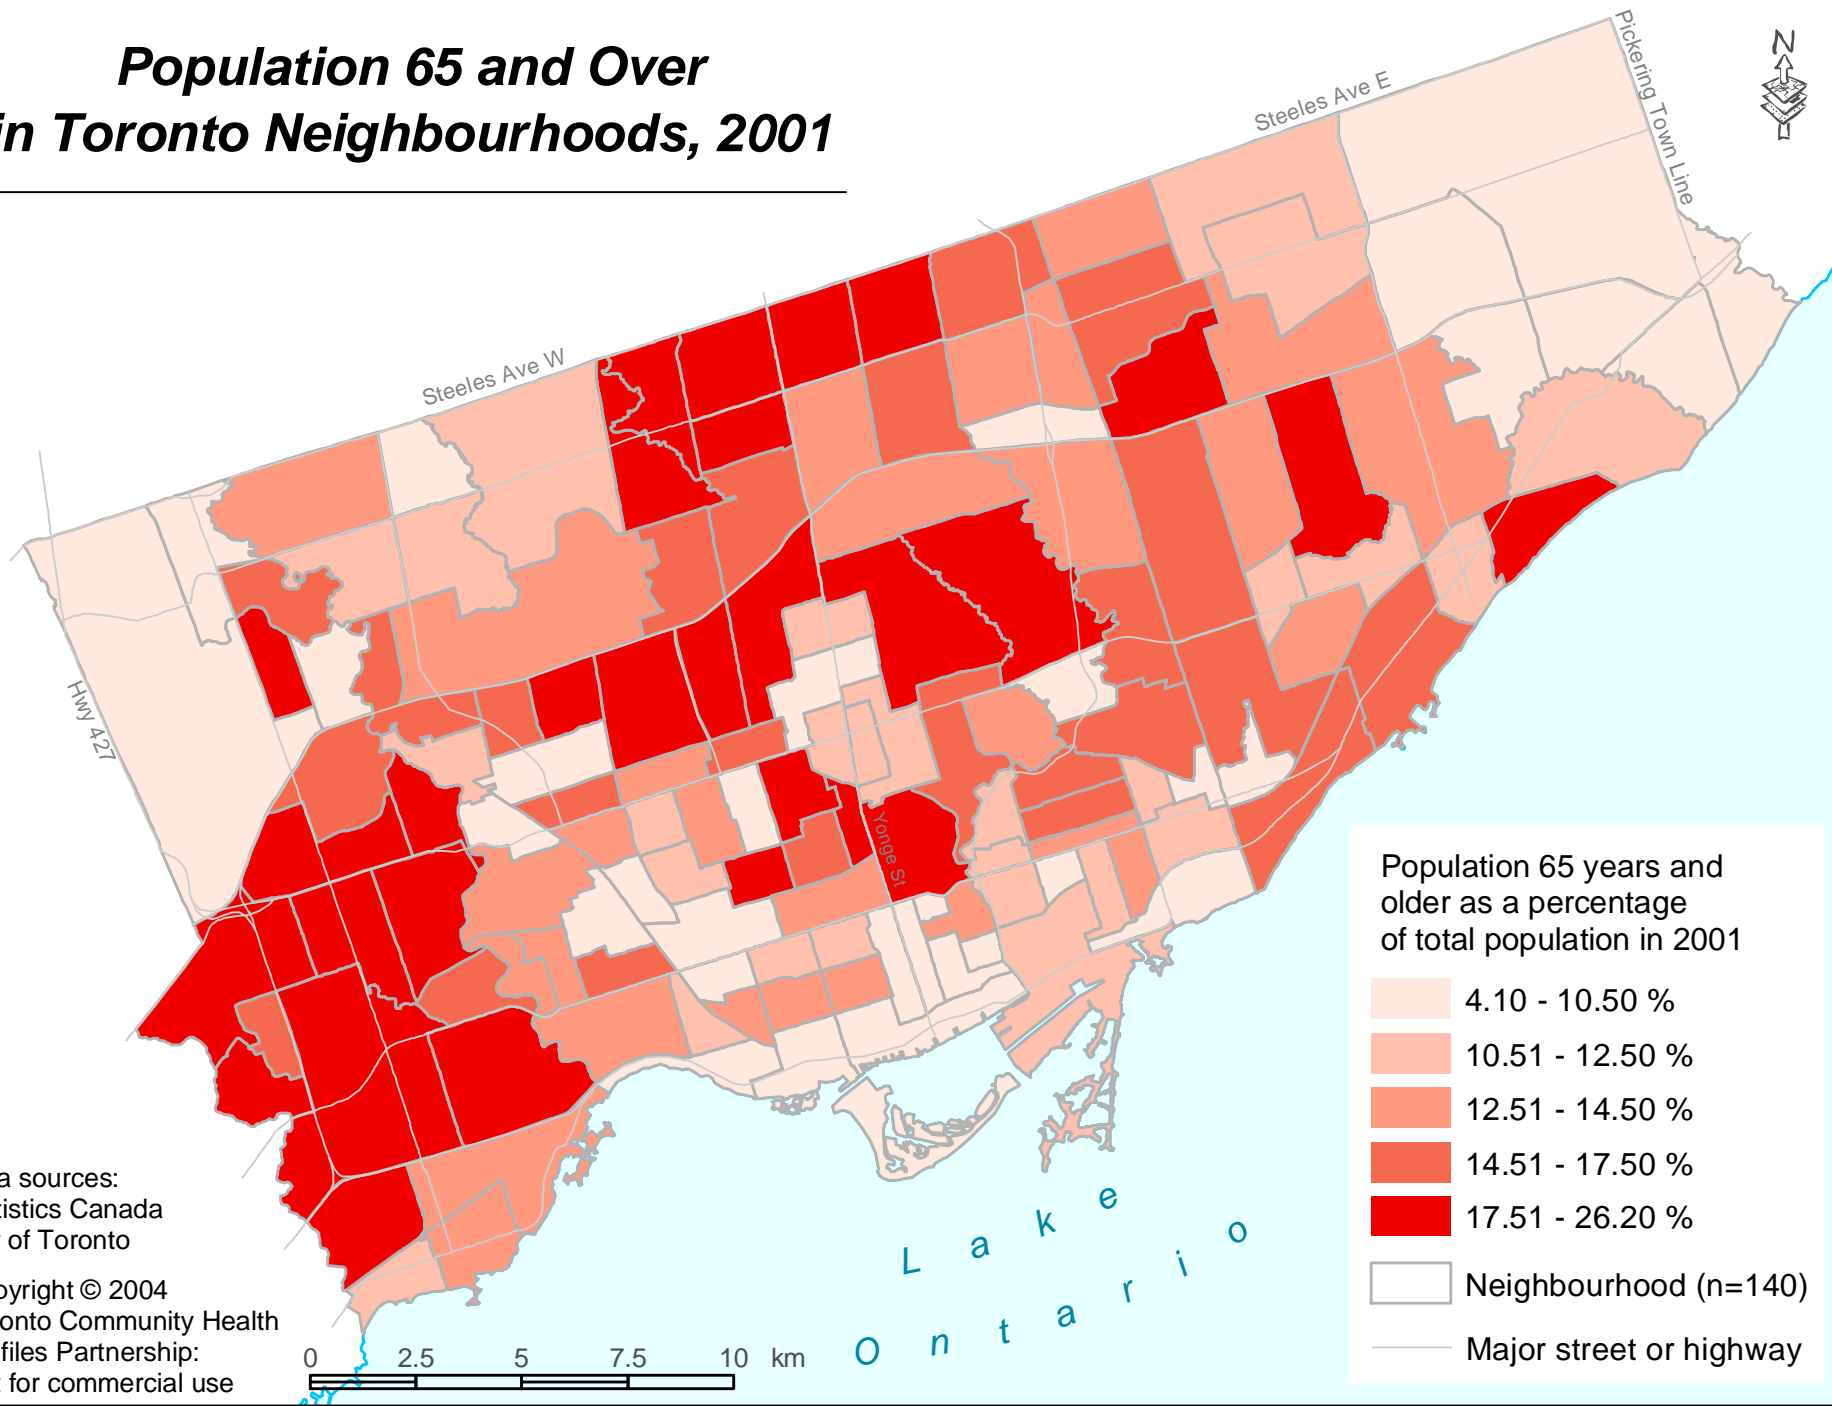 Population 65 and Over
in Toronto Neighbourhoods, 2001
N
Pickering Town Line
Steeles Ave E
Steeles Ave W
Hwy 427
Yonge St
Population 65 years and
older as a percentage
of total population in 2001
4.10 - 10.50 %
10.51 - 12.50 %
12.51 - 14.50 %
14.51 - 17.50 %
17.51 - 26.20 %
Neighbourhood (n=140)
Major street or highway
Lake
Ontario
a sources:
tistics Canada
of Toronto
oyright © 2004
onto Community Health
files Partnership:
for commercial use
0 2.5 5 7.5 10 km